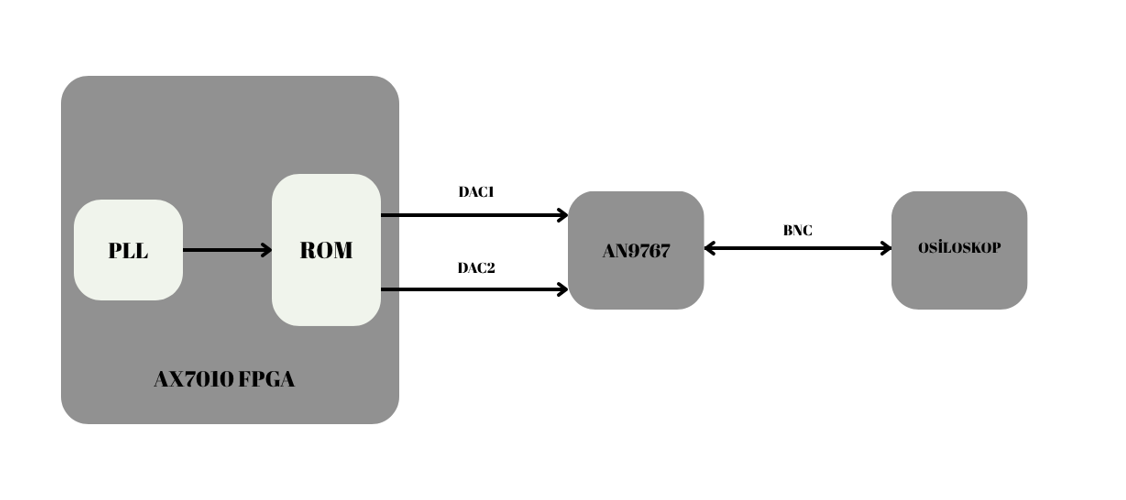 DAC1
PLL
ROM
DAC2
AX7010 FPGA
AN9767
BNC
OSİLOSKOP